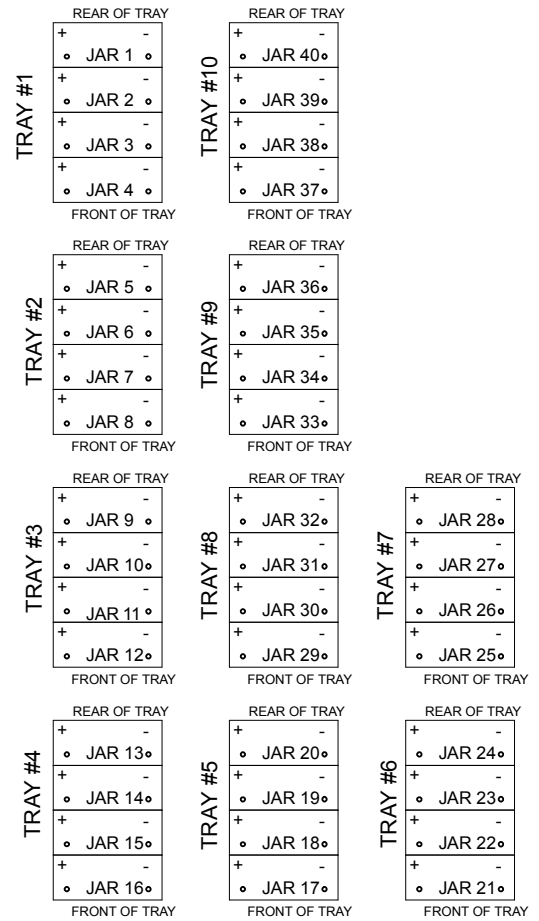 REAR OF TRAY
+ -
JAR 1
+ -
JAR 2
+ -
JAR 3
+ -
JAR 4
FRONT OF TRAY
TRAY #1
REAR OF TRAY
+ -
JAR 40
+ -
JAR 39
+ -
JAR 38
+ -
JAR 37
FRONT OF TRAY
TRAY #10
REAR OF TRAY
+ -
JAR 5
+ -
JAR 6
+ -
JAR 7
+ -
JAR 8
FRONT OF TRAY
TRAY #2
REAR OF TRAY
+ -
JAR 36
+ -
JAR 35
+ -
JAR 34
+ -
JAR 33
FRONT OF TRAY
TRAY #9
REAR OF TRAY
+ -
JAR 9
+ -
JAR 10
+ -
JAR 11
+ -
JAR 12
FRONT OF TRAY
TRAY #3
REAR OF TRAY
+ -
JAR 32
+ -
JAR 31
+ -
JAR 30
+ -
JAR 29
FRONT OF TRAY
TRAY #8
REAR OF TRAY
+ -
JAR 28
+ -
JAR 27
+ -
JAR 26
+ -
JAR 25
FRONT OF TRAY
TRAY #7
REAR OF TRAY
+ -
JAR 13
+ -
JAR 14
+ -
JAR 15
+ -
JAR 16
FRONT OF TRAY
TRAY #4
REAR OF TRAY
+ -
JAR 20
+ -
JAR 19
+ -
JAR 18
+ -
JAR 17
FRONT OF TRAY
TRAY #5
REAR OF TRAY
+ -
JAR 24
+ -
JAR 23
+ -
JAR 22
+ -
JAR 21
FRONT OF TRAY
TRAY #6